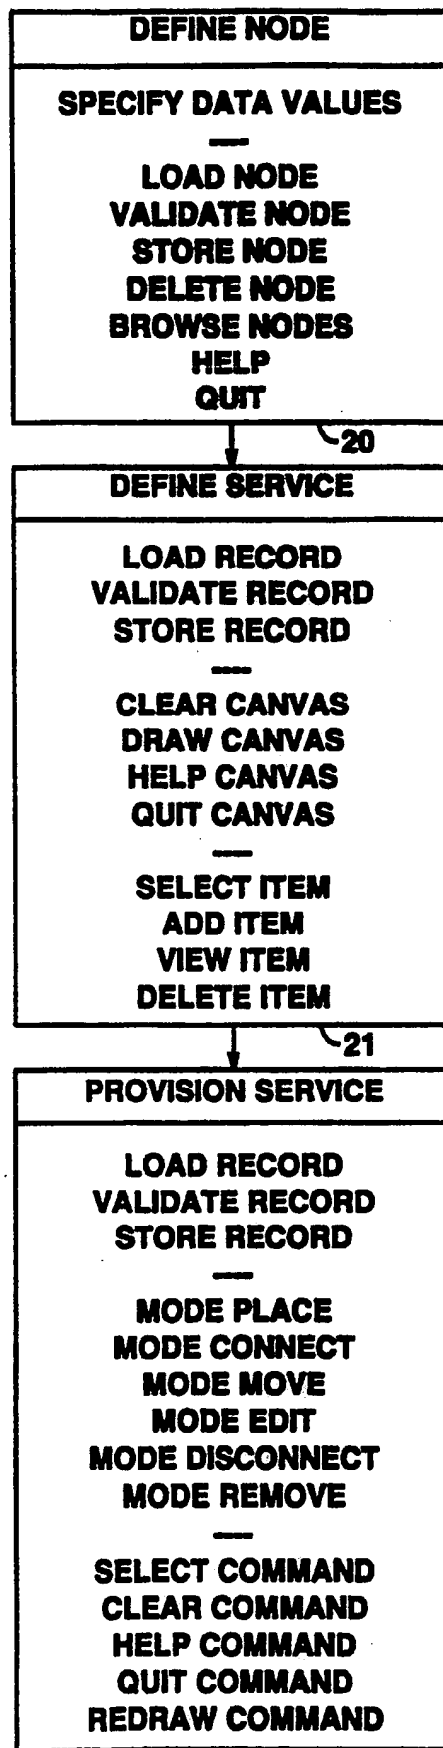 DEFINE NODE
SPECIFY DATA VALUES
----
LOAD NODE
VALIDATE NODE
STORE NODE
DELETE NODE
BROWSE NODES
HELP
QUIT
20
DEFINE SERVICE
LOAD RECORD
VALIDATE RECORD
STORE RECORD
----
CLEAR CANVAS
DRAW CANVAS
HELP CANVAS
QUIT CANVAS
----
SELECT ITEM
ADD ITEM
VIEW ITEM
DELETE ITEM
21
PROVISION SERVICE
LOAD RECORD
VALIDATE RECORD
STORE RECORD
----
MODE PLACE
MODE CONNECT
MODE MOVE
MODE EDIT
MODE DISCONNECT
MODE REMOVE
----
SELECT COMMAND
CLEAR COMMAND
HELP COMMAND
QUIT COMMAND
REDRAW COMMAND